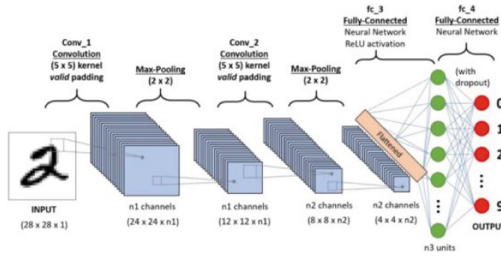 fc_3
Fully-Connected
Neural Network
ReLU activation
fc_4
Fully-Connected
Neural Network
Conv_1
Convolution
(5 x 5) kernel
valid padding
Max-Pooling
(2 x 2)
Conv_2
Convolution
(5 x 5) kernel
valid padding
Max-Pooling
(2 x 2)
(with
dropout)
Flattened
2
0
1
2
9
INPUT
(28 x 28 x 1)
n1 channels
(24 x 24 x n1)
n1 channels
(12 x 12 x n1)
n2 channels
(8 x 8 x n2)
n2 channels
(4 x 4 x n2)
OUTPUT
n3 units